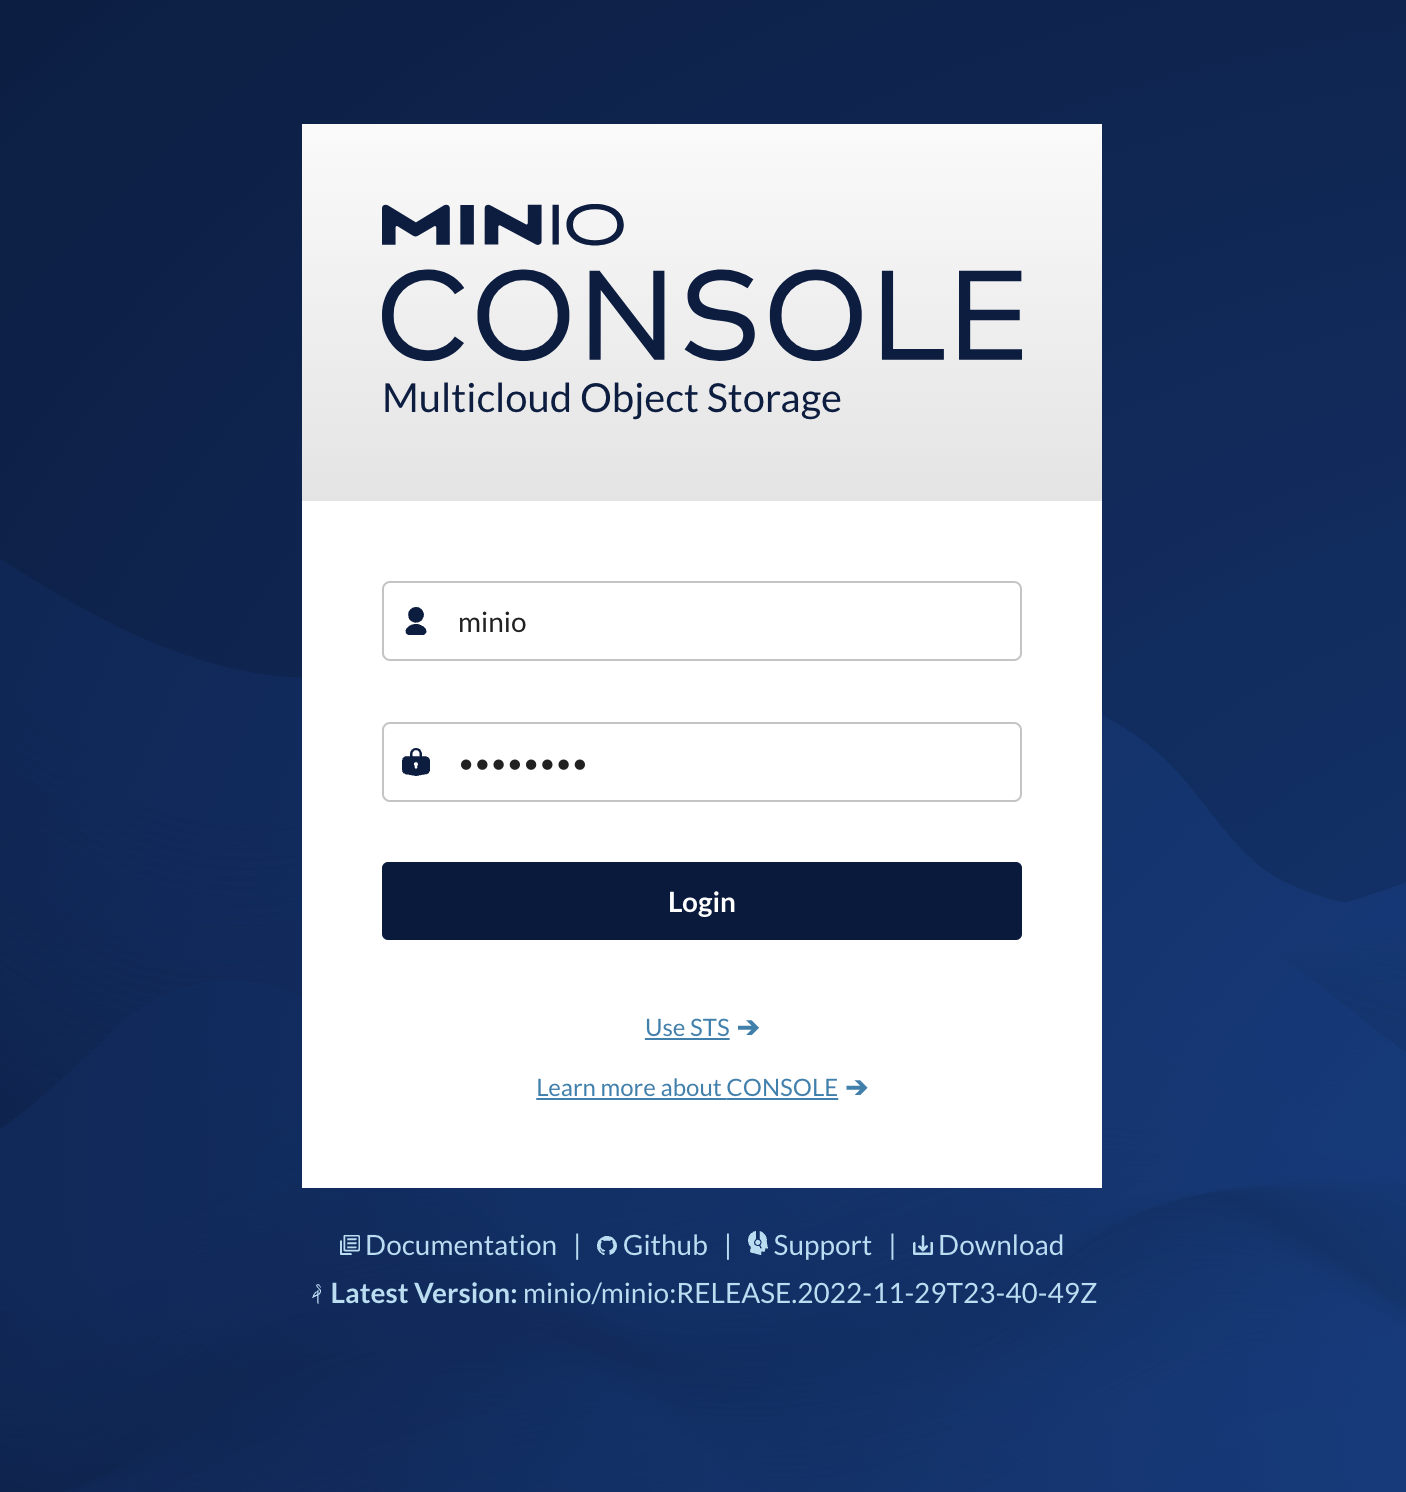 MINIO
CONSOLE
Multicloud Object Storage
minio
••••••••
Login
Use STS ➔
Learn more about CONSOLE ➔
Documentation | Github | Support | Download
Latest Version: minio/minio:RELEASE.2022-11-29T23-40-49Z